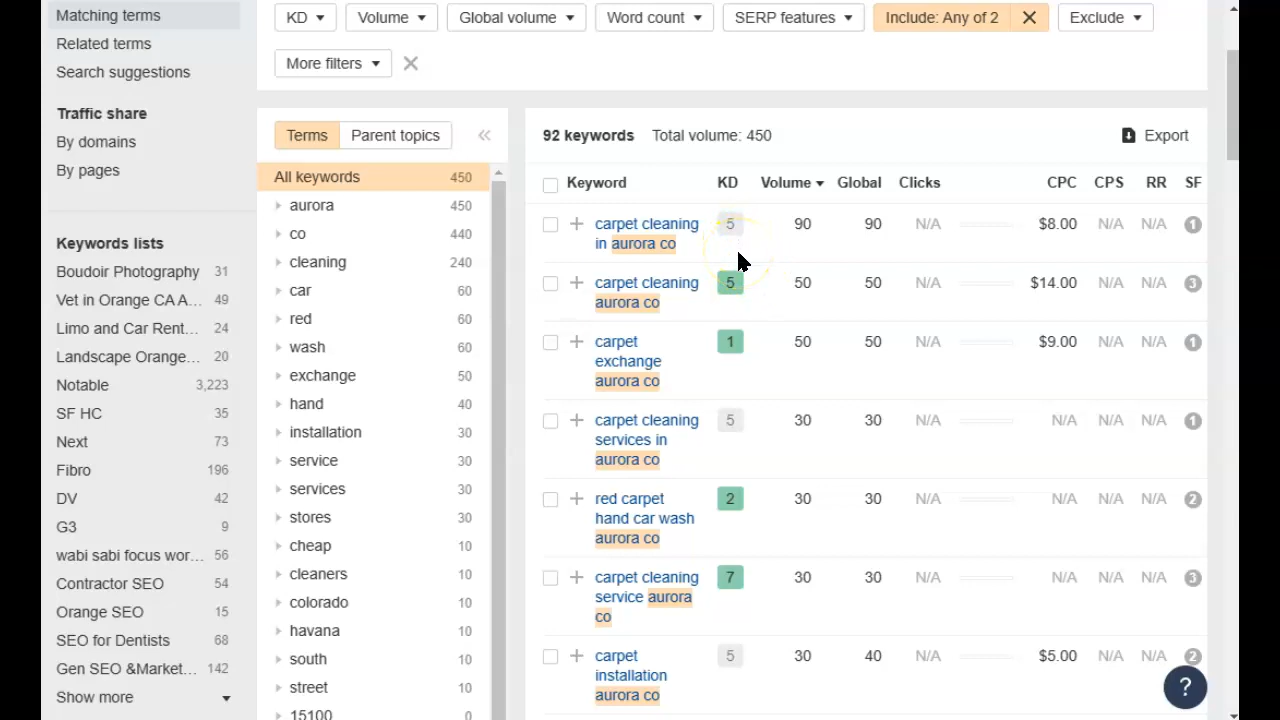 Matching terms
Related terms
Search suggestions
Traffic share
By domains
By pages
Keywords lists
Boudoir Photography 31
Vet in Orange CA A... 49
Limo and Car Rent... 24
Landscape Orange... 20
Notable 3,223
SF HC 35
Next 73
Fibro 196
DV 42
G3 9
wabi sabi focus wor... 56
Contractor SEO 54
Orange SEO 15
SEO for Dentists 68
Gen SEO &Market... 142
Show more
KD Volume Global volume Word count SERP features Include: Any of 2 Exclude
More filters
Terms Parent topics
All keywords 450
aurora 450
co 440
cleaning 240
car 60
red 60
wash 60
exchange 50
hand 40
installation 30
service 30
services 30
stores 30
cheap 10
cleaners 10
colorado 10
havana 10
south 10
street 10
15100 0
92 keywords Total volume: 450 Export
Keyword KD Volume Global Clicks CPC CPS RR SF
carpet cleaning 5 90 90 N/A $8.00 N/A N/A 1
in aurora co
carpet cleaning 5 50 50 N/A $14.00 N/A N/A 3
aurora co
carpet 1 50 50 N/A $9.00 N/A N/A 1
exchange
aurora co
carpet cleaning 5 30 30 N/A N/A N/A N/A 1
services in
aurora co
red carpet 2 30 30 N/A N/A N/A N/A 2
hand car wash
aurora co
carpet cleaning 7 30 30 N/A N/A N/A N/A 3
service aurora
co
carpet 5 30 40 N/A $5.00 N/A N/A 2
installation
aurora co
?